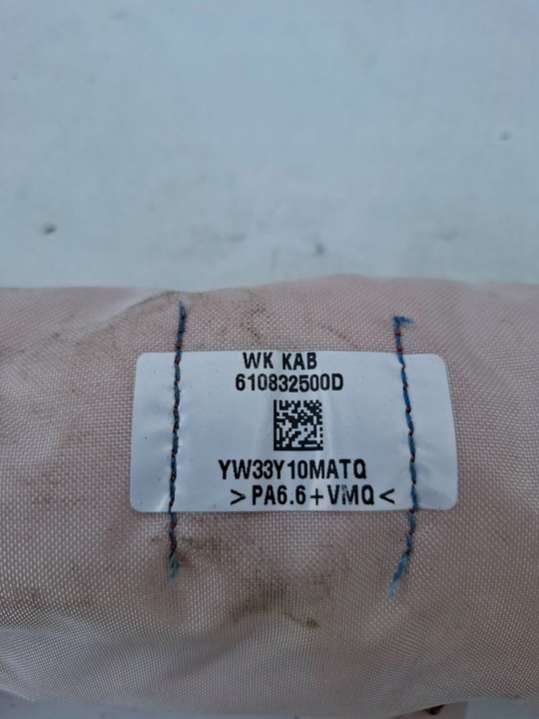 WK KAB
610832500D
YW33Y10MATQ
>PA6.6+VMQ<